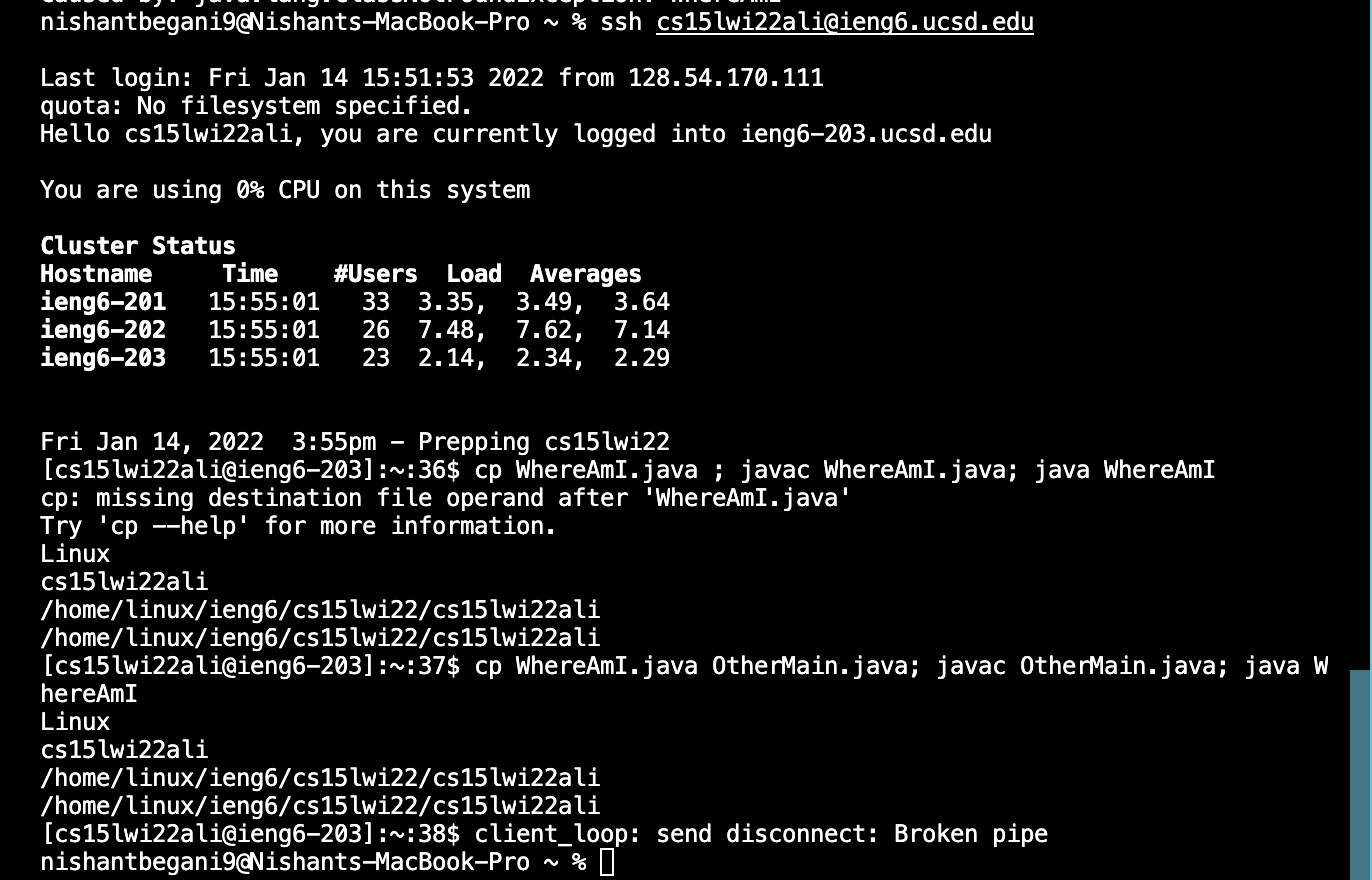 Caused by: java.lang.ClassNotFoundException: WhereAmI
nishantbegani9@Nishants-MacBook-Pro ~ % ssh cs15lwi22ali@ieng6.ucsd.edu
Last login: Fri Jan 14 15:51:53 2022 from 128.54.170.111
quota: No filesystem specified.
Hello cs15lwi22ali, you are currently logged into ieng6-203.ucsd.edu
You are using 0% CPU on this system
Cluster Status
Hostname     Time    #Users  Load  Averages
ieng6-201   15:55:01   33  3.35,  3.49,  3.64
ieng6-202   15:55:01   26  7.48,  7.62,  7.14
ieng6-203   15:55:01   23  2.14,  2.34,  2.29
Fri Jan 14, 2022  3:55pm - Prepping cs15lwi22
[cs15lwi22ali@ieng6-203]:~:36$ cp WhereAmI.java ; javac WhereAmI.java; java WhereAmI
cp: missing destination file operand after 'WhereAmI.java'
Try 'cp --help' for more information.
Linux
cs15lwi22ali
/home/linux/ieng6/cs15lwi22/cs15lwi22ali
/home/linux/ieng6/cs15lwi22/cs15lwi22ali
[cs15lwi22ali@ieng6-203]:~:37$ cp WhereAmI.java OtherMain.java; javac OtherMain.java; java W
hereAmI
Linux
cs15lwi22ali
/home/linux/ieng6/cs15lwi22/cs15lwi22ali
/home/linux/ieng6/cs15lwi22/cs15lwi22ali
[cs15lwi22ali@ieng6-203]:~:38$ client_loop: send disconnect: Broken pipe
nishantbegani9@Nishants-MacBook-Pro ~ %